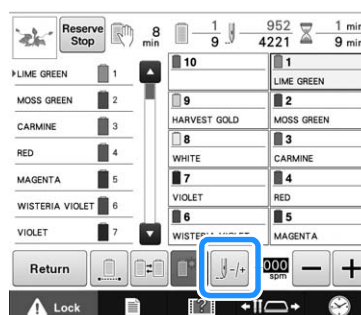 Reserve Stop
8 min
1
9
952
4221
1 min
9 min
LIME GREEN 1
MOSS GREEN 2
CARMINE 3
RED 4
MAGENTA 5
WISTERIA VIOLET 6
VIOLET 7
10
1
LIME GREEN
9
HARVEST GOLD
2
MOSS GREEN
8
WHITE
3
CARMINE
7
VIOLET
4
RED
6
WISTERIA VIOLET
5
MAGENTA
Return
-/+
spm
− +
Lock
?